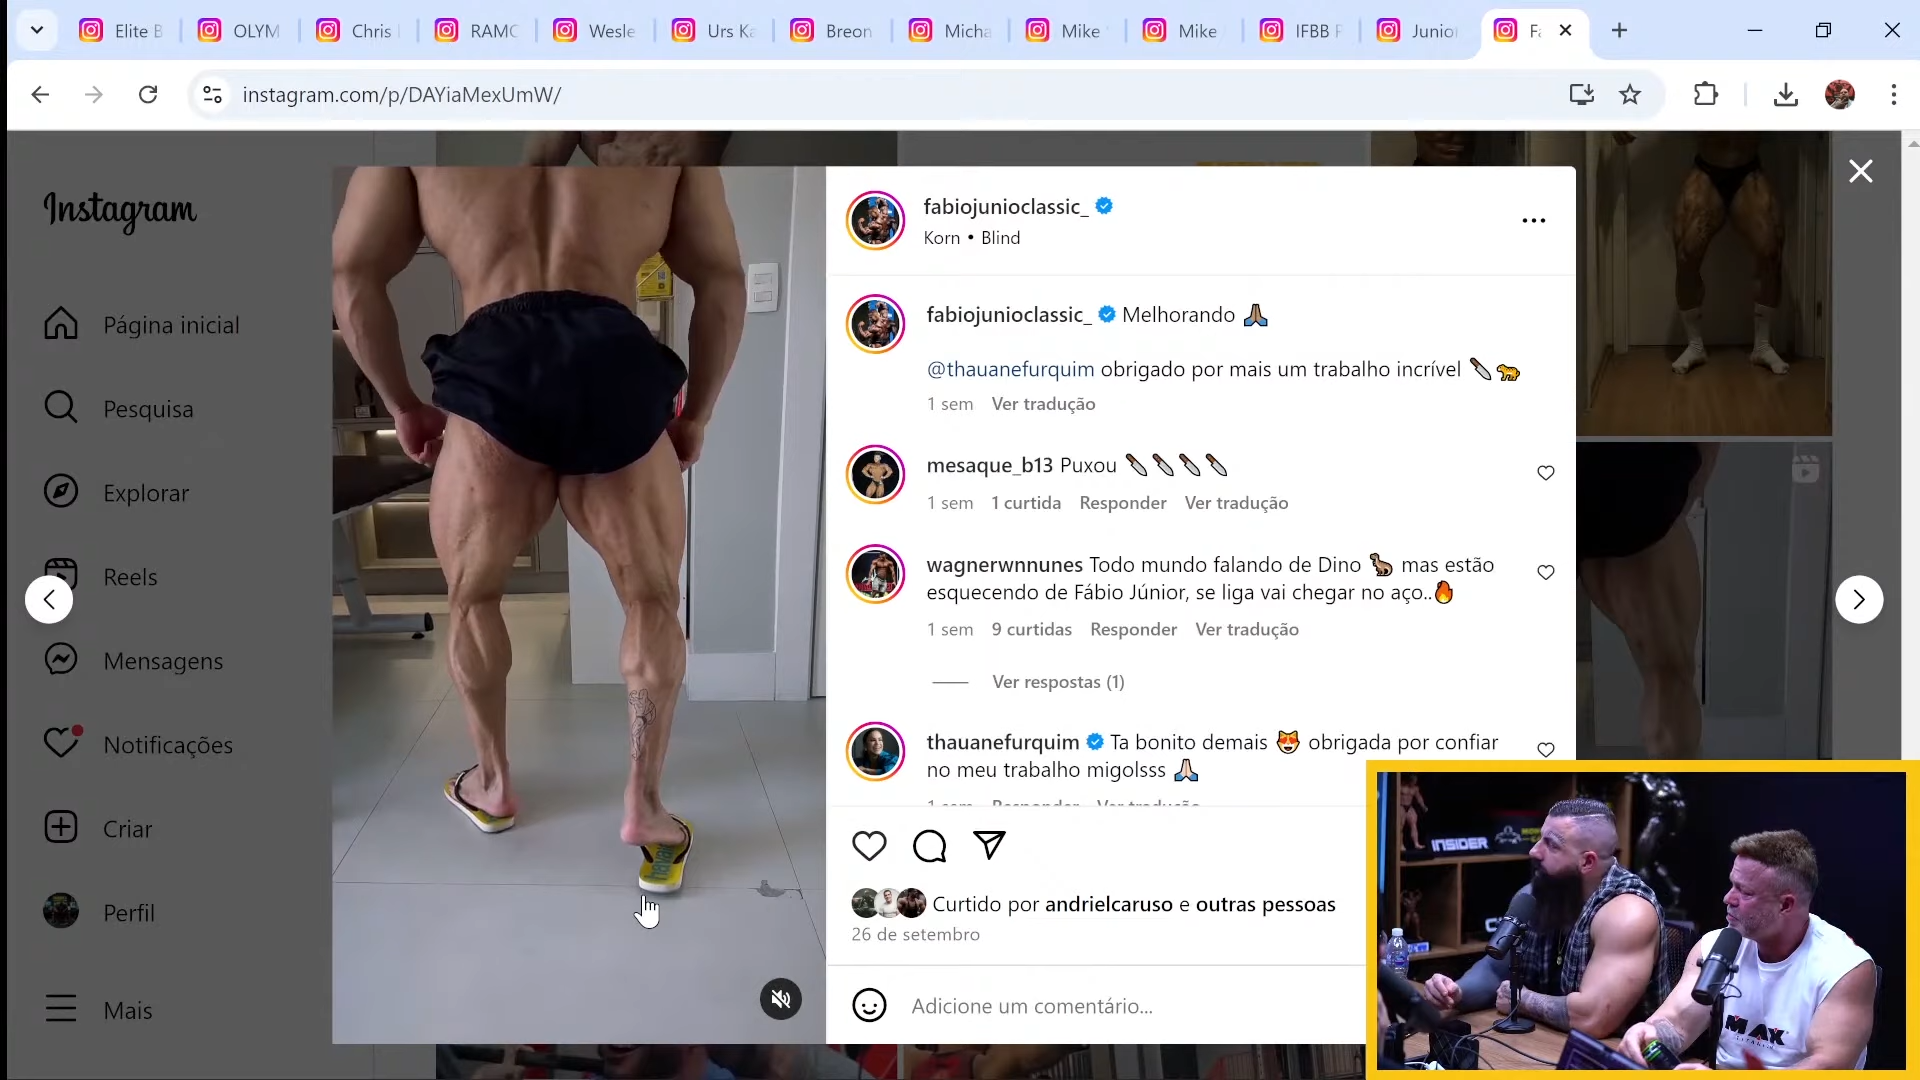 Elite B
OLYM
Chris
RAMO
Wesle
Urs Ka
Breon
Micha
Mike
Mike
IFBB P
Junio
Fa
instagram.com/p/DAYiaMexUmW/
Instagram
Página inicial
Pesquisa
Explorar
Reels
Mensagens
Notificações
Criar
Perfil
Mais
fabiojunioclassic_
Korn • Blind
fabiojunioclassic_ Melhorando 🙏🏽
@thauanefurquim obrigado por mais um trabalho incrível 🔪🐆
1 sem Ver tradução
mesaque_b13 Puxou 🔪🔪🔪🔪
1 sem 1 curtida Responder Ver tradução
wagnerwnnunes Todo mundo falando de Dino 🦖 mas estão
esquecendo de Fábio Júnior, se liga vai chegar no aço..🔥
1 sem 9 curtidas Responder Ver tradução
Ver respostas (1)
thauanefurquim Ta bonito demais 😻 obrigada por confiar
no meu trabalho migolsss 🙏🏻
1 sem Responder Ver tradução
Curtido por andrielcaruso e outras pessoas
26 de setembro
Adicione um comentário...
INSIDER
MAX